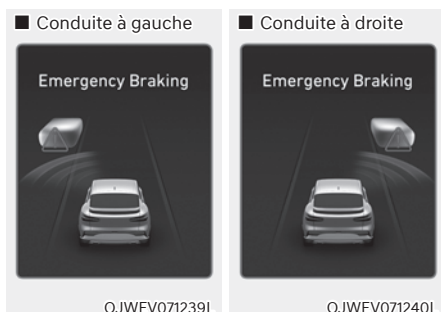 ■ Conduite à gauche
Emergency Braking
OJWEV071239L
■ Conduite à droite
Emergency Braking
OJWEV071240L